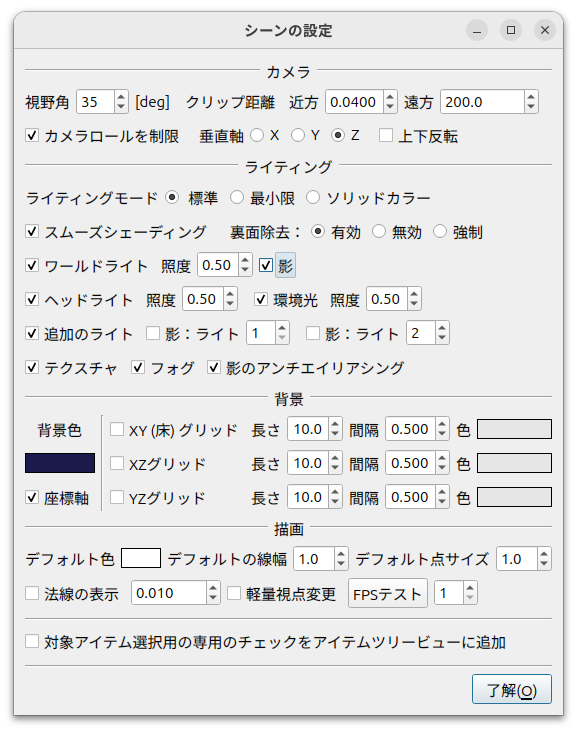 シーンの設定
カメラ
視野角 35 [deg] クリップ距離 近方 0.0400 遠方 200.0
カメラロールを制限 垂直軸 X Y Z 上下反転
ライティング
ライティングモード 標準 最小限 ソリッドカラー
スムーズシェーディング 裏面除去： 有効 無効 強制
ワールドライト 照度 0.50 影
ヘッドライト 照度 0.50 環境光 照度 0.50
追加のライト 影：ライト 1 影：ライト 2
テクスチャ フォグ 影のアンチエイリアシング
背景
背景色 XY (床) グリッド 長さ 10.0 間隔 0.500 色
XZグリッド 長さ 10.0 間隔 0.500 色
座標軸 YZグリッド 長さ 10.0 間隔 0.500 色
描画
デフォルト色 デフォルトの線幅 1.0 デフォルト点サイズ 1.0
法線の表示 0.010 軽量視点変更 FPSテスト 1
対象アイテム選択用の専用のチェックをアイテムツリービューに追加
了解(O)